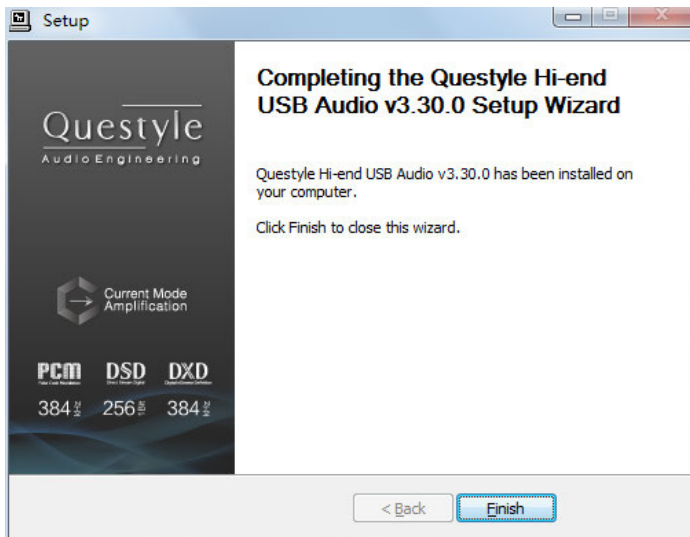 Setup
Questyle
Audio Engineering
Current Mode
Amplification
PCM DSD DXD
384 256 384
Completing the Questyle Hi-end
USB Audio v3.30.0 Setup Wizard
Questyle Hi-end USB Audio v3.30.0 has been installed on
your computer.
Click Finish to close this wizard.
< Back Finish